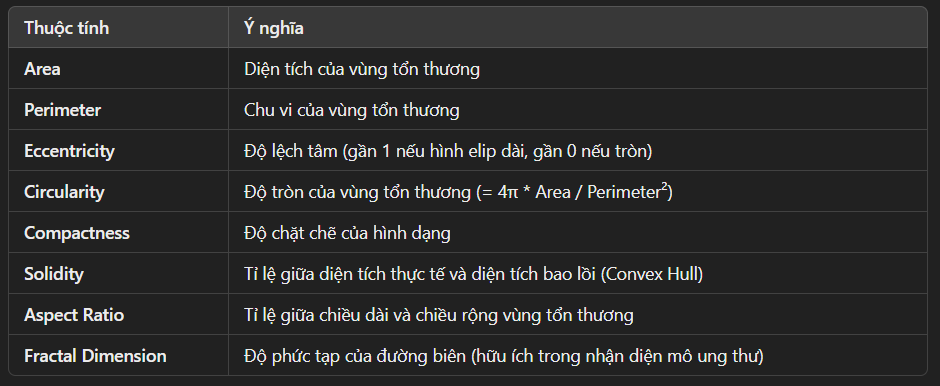 Thuộc tính Ý nghĩa
Area Diện tích của vùng tổn thương
Perimeter Chu vi của vùng tổn thương
Eccentricity Độ lệch tâm (gần 1 nếu hình elip dài, gần 0 nếu tròn)
Circularity Độ tròn của vùng tổn thương (= 4π * Area / Perimeter²)
Compactness Độ chặt chẽ của hình dạng
Solidity Tỉ lệ giữa diện tích thực tế và diện tích bao lồi (Convex Hull)
Aspect Ratio Tỉ lệ giữa chiều dài và chiều rộng vùng tổn thương
Fractal Dimension Độ phức tạp của đường biên (hữu ích trong nhận diện mô ung thư)